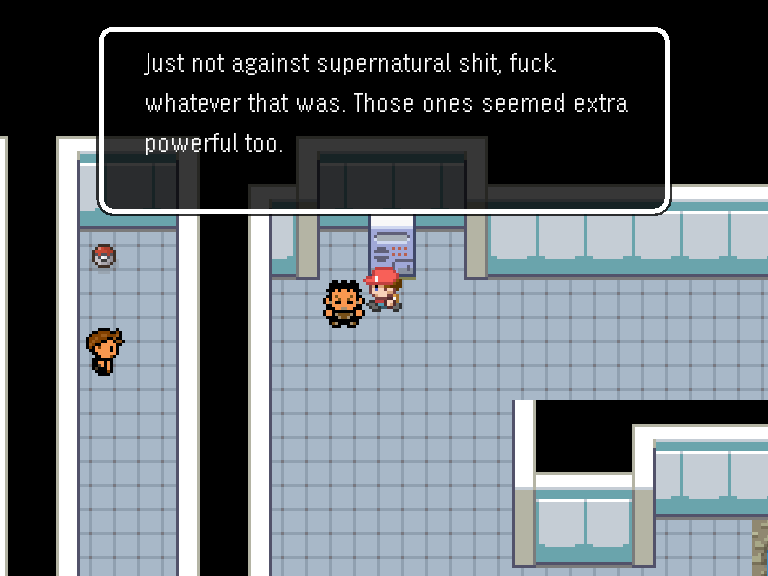 Just not against supernatural shit, fuck
whatever that was. Those ones seemed extra
powerful too.